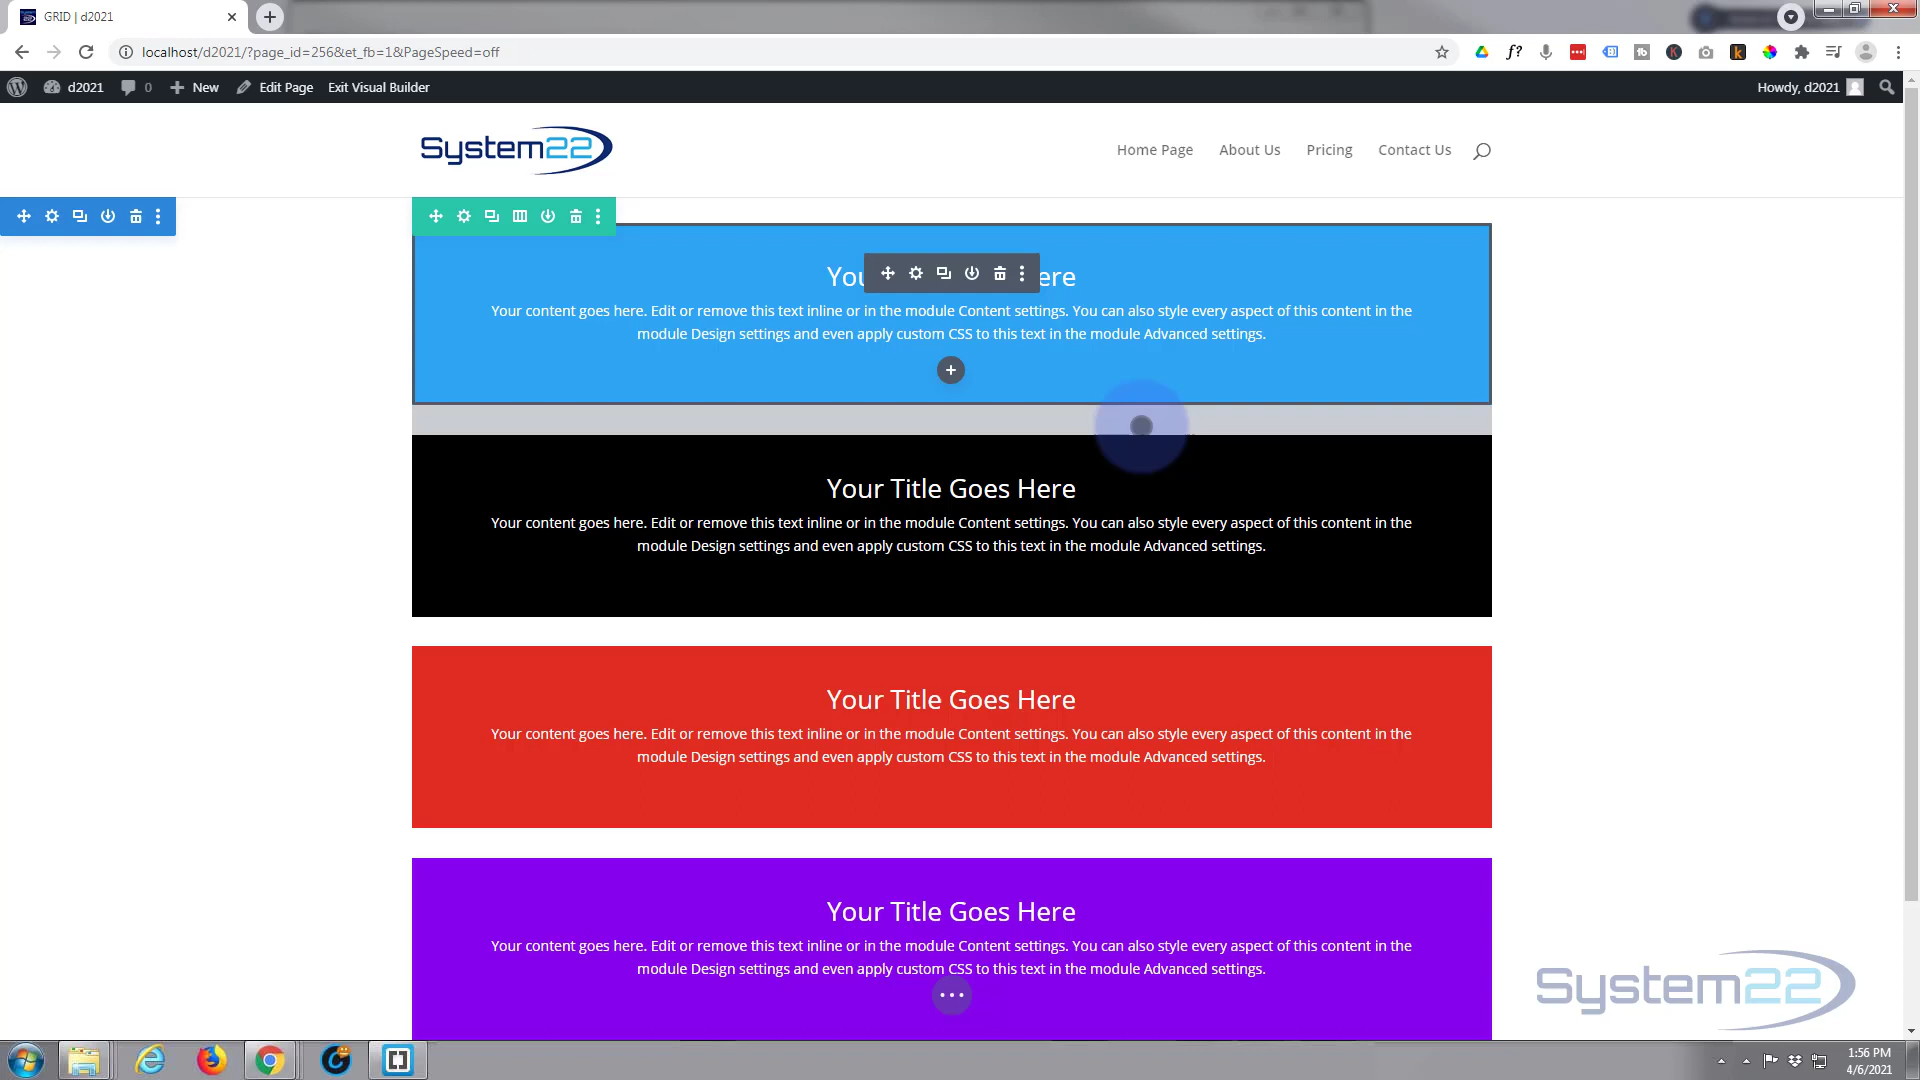 GRID | d2021
localhost/d2021/?page_id=256&et_fb=1&PageSpeed=off
d2021 0 New Edit Page Exit Visual Builder Howdy, d2021
System22
Home Page About Us Pricing Contact Us
ere
Your content goes here. Edit or remove this text inline or in the module Content settings. You can also style every aspect of this content in the
module Design settings and even apply custom CSS to this text in the module Advanced settings.
Your Title Goes Here
Your content goes here. Edit or remove this text inline or in the module Content settings. You can also style every aspect of this content in the
module Design settings and even apply custom CSS to this text in the module Advanced settings.
Your Title Goes Here
Your content goes here. Edit or remove this text inline or in the module Content settings. You can also style every aspect of this content in the
module Design settings and even apply custom CSS to this text in the module Advanced settings.
Your Title Goes Here
Your content goes here. Edit or remove this text inline or in the module Content settings. You can also style every aspect of this content in the
module Design settings and even apply custom CSS to this text in the module Advanced settings.
System22
1:56 PM
4/6/2021